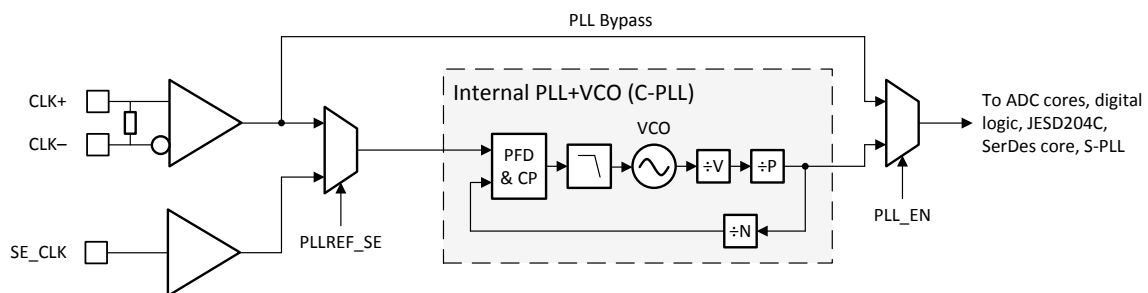 PLL Bypass
CLK+
CLK–
SE_CLK
PLLREF_SE
Internal PLL+VCO (C-PLL)
VCO
PFD
& CP
÷V
÷P
÷N
PLL_EN
To ADC cores, digital
logic, JESD204C,
SerDes core, S-PLL